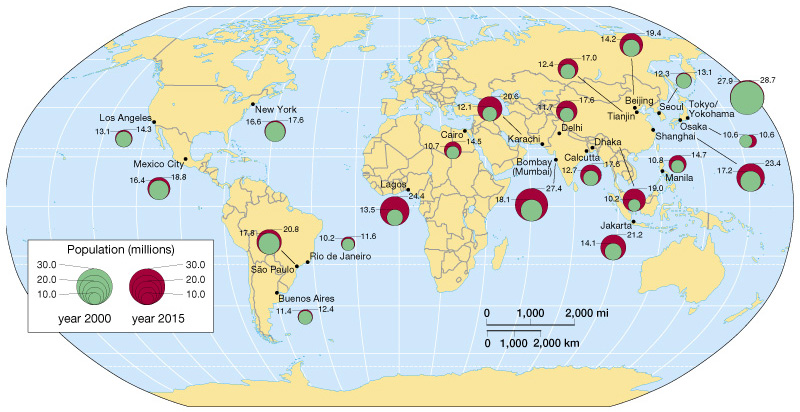 14.2
19.4
12.4
17.0
12.3
13.1
27.9
28.7
12.1
20.6
11.7
17.6
Beijing
Seoul
Tokyo/
Yokohama
Tianjin
Osaka
10.6
10.6
Shanghai
Los Angeles
13.1
14.3
New York
16.6
17.6
Cairo
10.7
14.5
Karachi
Delhi
Dhaka
Bombay
(Mumbai)
Calcutta
12.7
17.6
10.8
14.7
Manila
17.2
23.4
Mexico City
16.4
18.8
Lagos
13.5
24.4
18.1
27.4
10.2
19.0
Jakarta
14.1
21.2
17.8
20.8
10.2
11.6
Rio de Janeiro
São Paulo
Buenos Aires
11.4
12.4
Population (millions)
30.0
20.0
10.0
30.0
20.0
10.0
year 2000
year 2015
0 1,000 2,000 mi
0 1,000 2,000 km